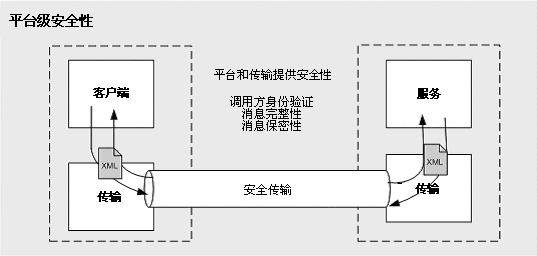 平台级安全性
客户端
平台和传输提供安全性
服务
调用方身份验证
消息完整性
消息保密性
XML
XML
传输
安全传输
传输